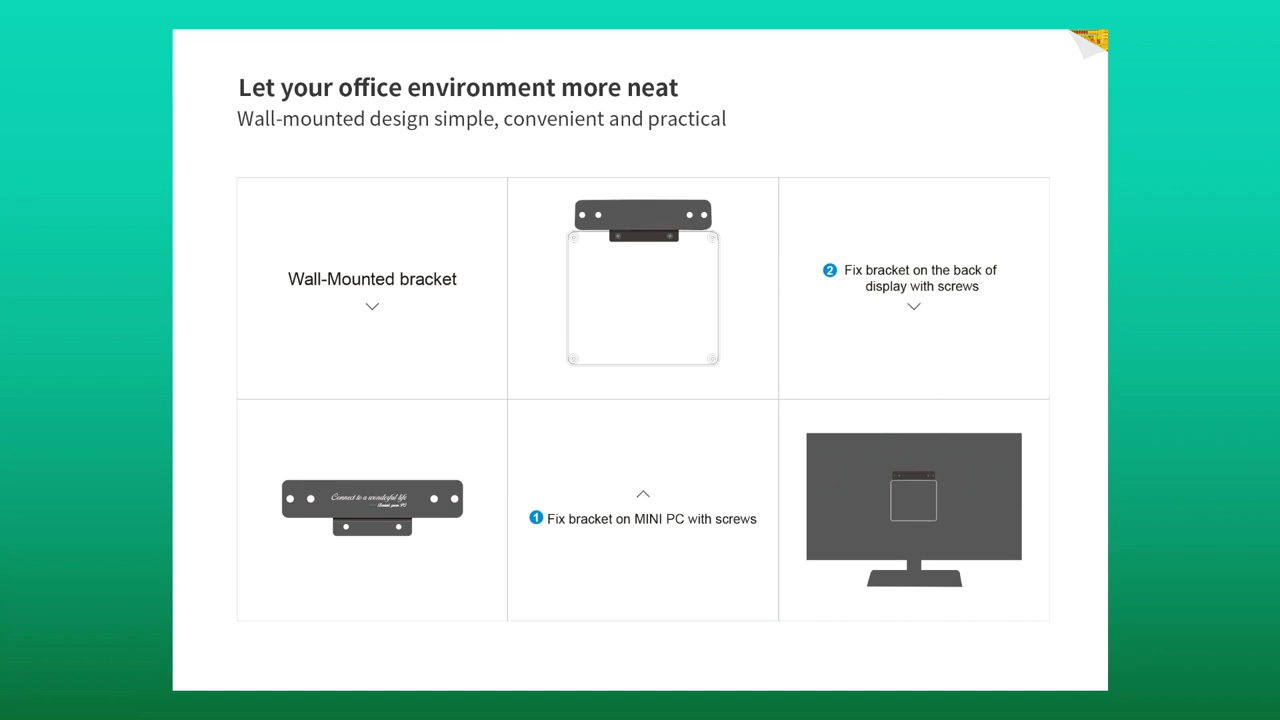 Let your office environment more neat
Wall-mounted design simple, convenient and practical
Wall-Mounted bracket
2 Fix bracket on the back of
display with screws
Connect to a wonderful life
1 Fix bracket on MINI PC with screws